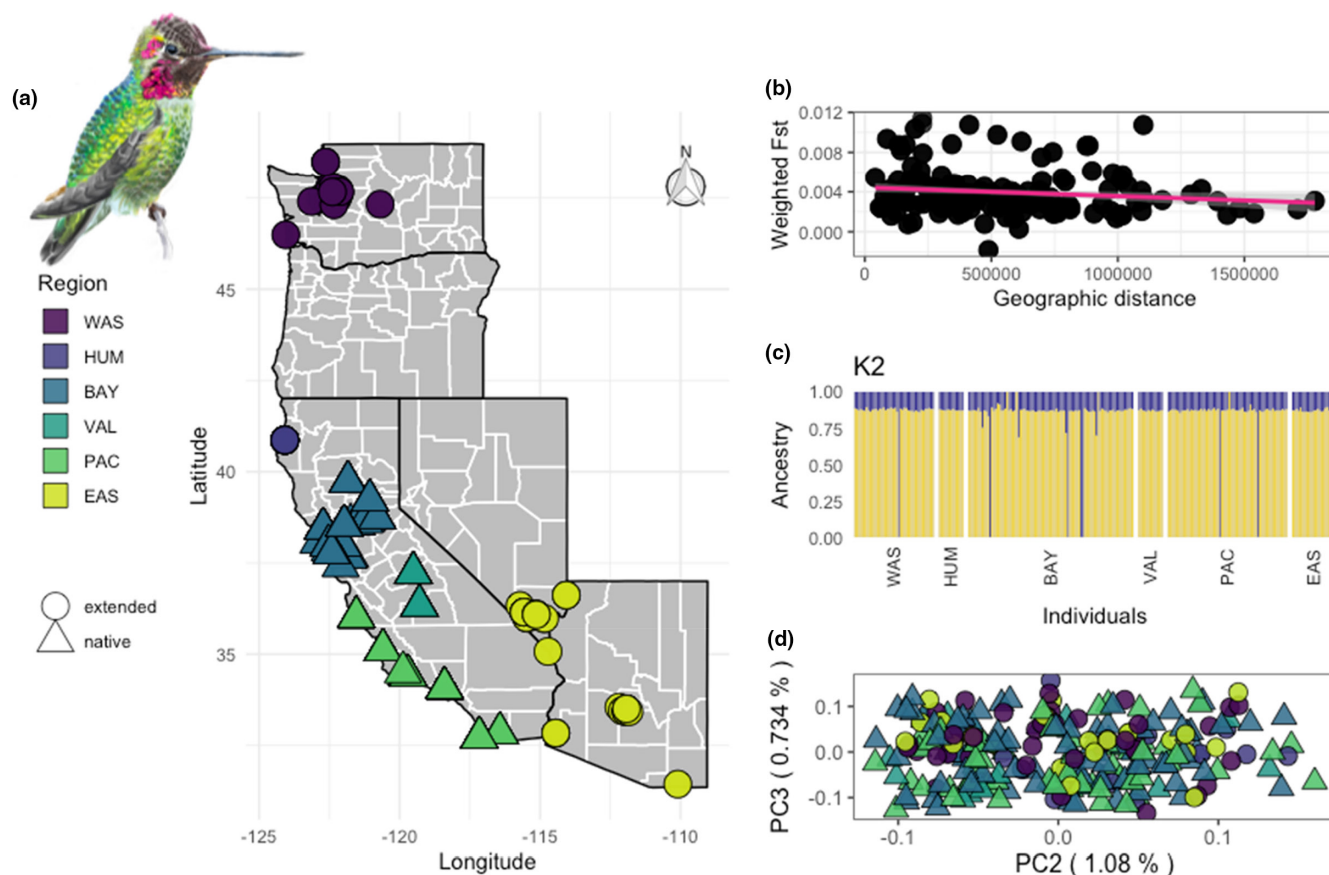 (a)
N
Region
WAS
HUM
BAY
VAL
PAC
EAS
extended
native
Latitude
45
40
35
-125
-120
-115
-110
Longitude
(b)
Weighted Fst
0.012
0.008
0.004
0.000
0
500000
1000000
1500000
Geographic distance
(c)
K2
Ancestry
1.00
0.75
0.50
0.25
0.00
WAS
HUM
BAY
VAL
PAC
EAS
Individuals
(d)
PC3 ( 0.734 % )
0.1
0.0
-0.1
-0.1
0.0
0.1
PC2 ( 1.08 % )